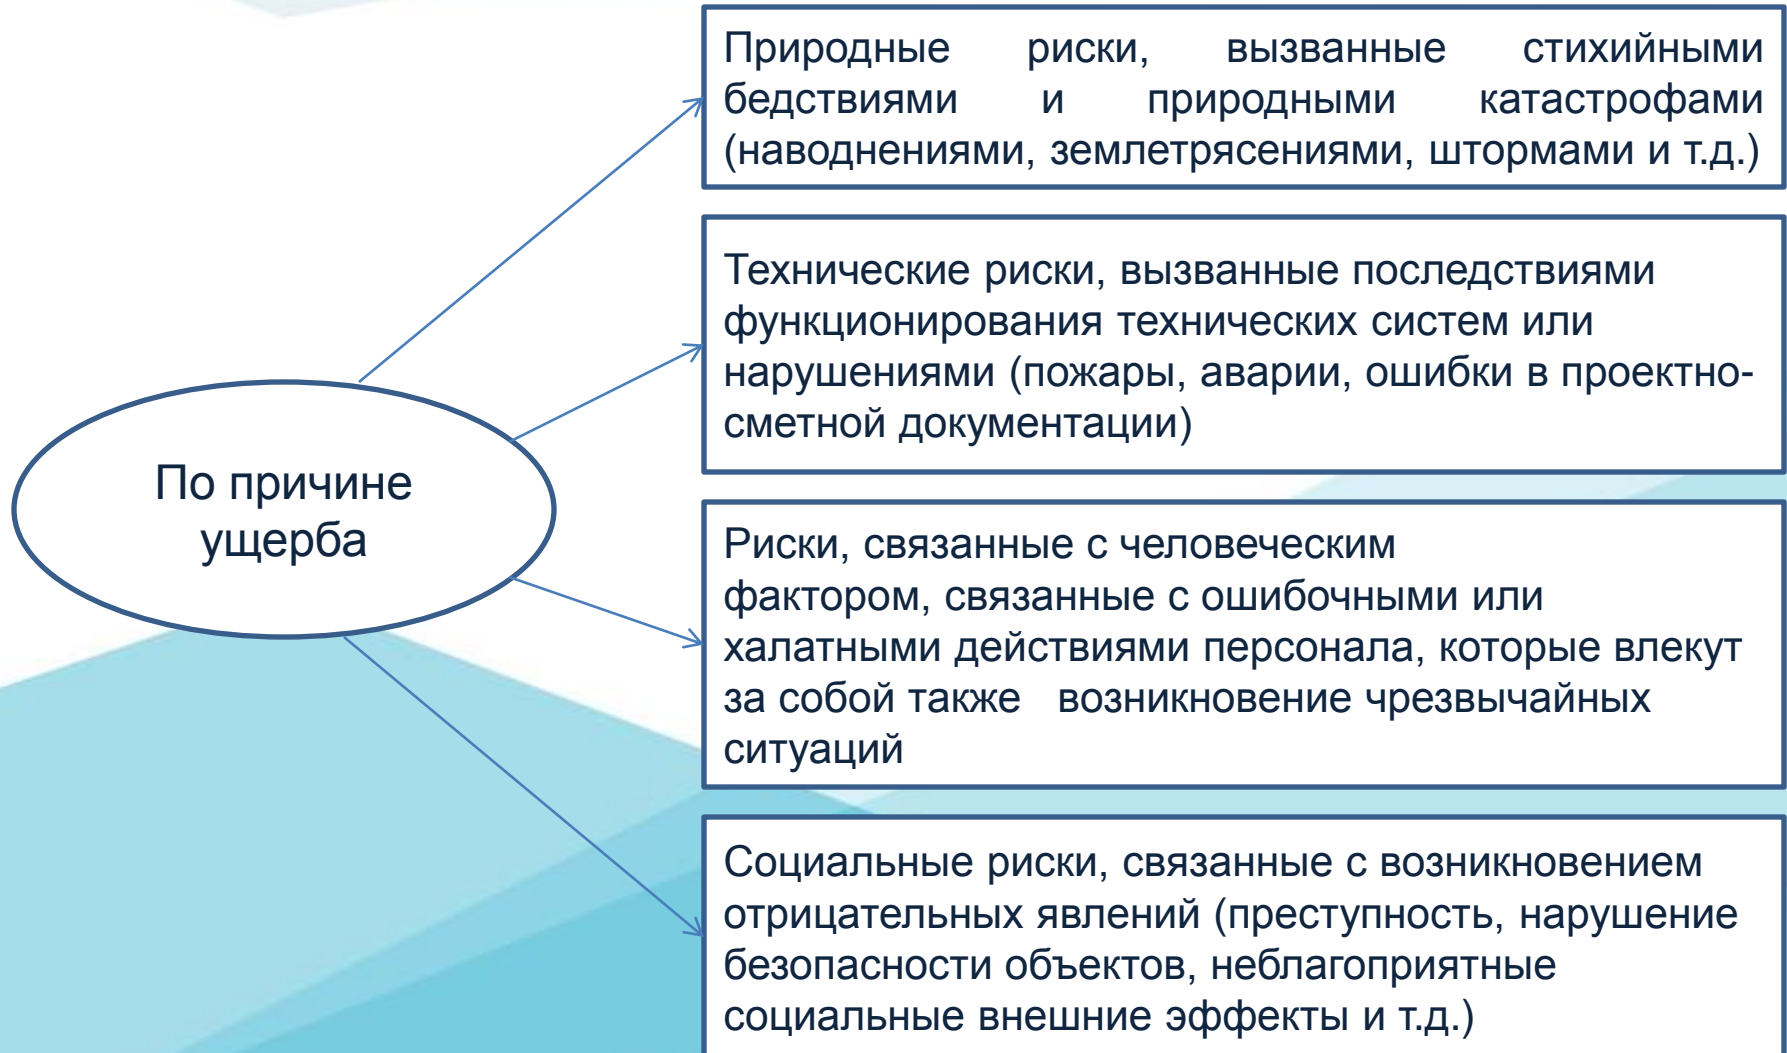 Природные риски, вызванные стихийными
бедствиями и природными катастрофами
(наводнениями, землетрясениями, штормами и т.д.)
Технические риски, вызванные последствиями
функционирования технических систем или
нарушениями (пожары, аварии, ошибки в проектно-
сметной документации)
По причине
ущерба
Риски, связанные с человеческим
фактором, связанные с ошибочными или
халатными действиями персонала, которые влекут
за собой также возникновение чрезвычайных
ситуаций
Социальные риски, связанные с возникновением
отрицательных явлений (преступность, нарушение
безопасности объектов, неблагоприятные
социальные внешние эффекты и т.д.)